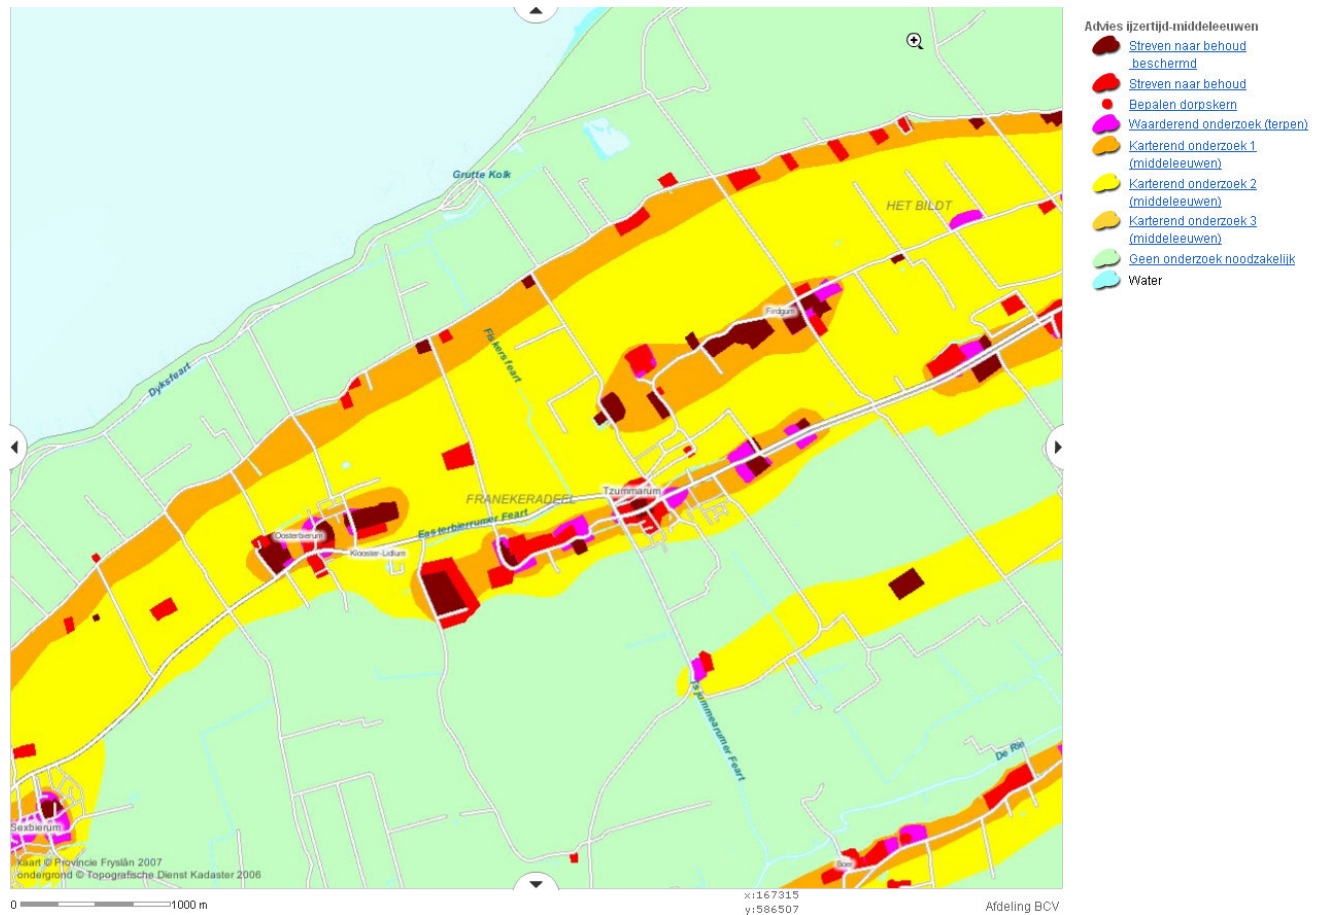 Advies ijzertijd-middeleeuwen
Streven naar behoud
beschermd
Streven naar behoud
Bepalen dorpskern
Waarderend onderzoek (terpen)
Karterend onderzoek 1
(middeleeuwen)
Karterend onderzoek 2
(middeleeuwen)
Karterend onderzoek 3
(middeleeuwen)
Geen onderzoek noodzakelijk
Water
Grutte Kolk
HET BILDT
Firdgum
Fiskersfeart
Dyksfeart
Tzummarum
FRANEKERADEEL
Easterbierrumer Feart
Oosterbierum
Klooster-Lidlum
Tsjummearumer Feart
De Rie
Sexbierum
Boer
kaart © Provincie Fryslân 2007
ondergrond © Topografische Dienst Kadaster 2006
0 1000 m
x:167315
y:586507
Afdeling BCV